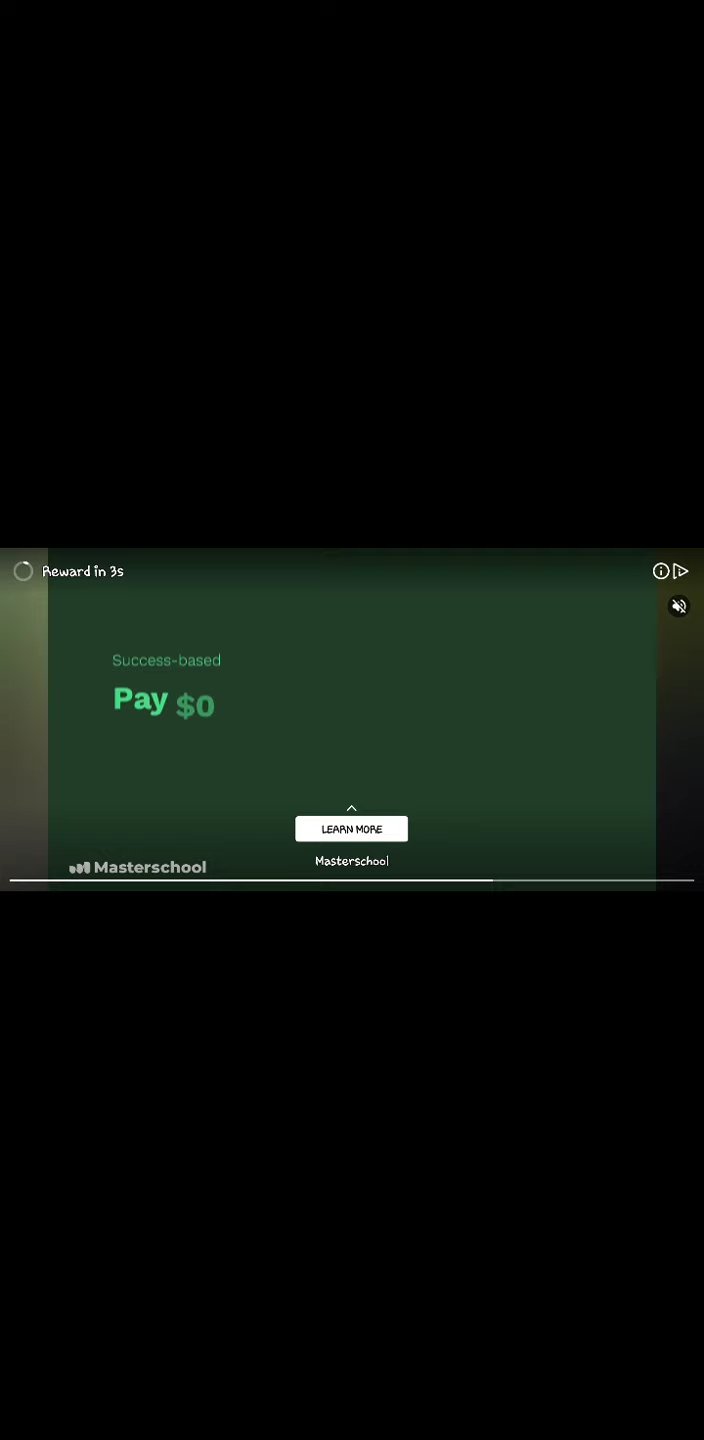 Reward in 3s
Success-based
Pay $0
LEARN MORE
Masterschool
Masterschool